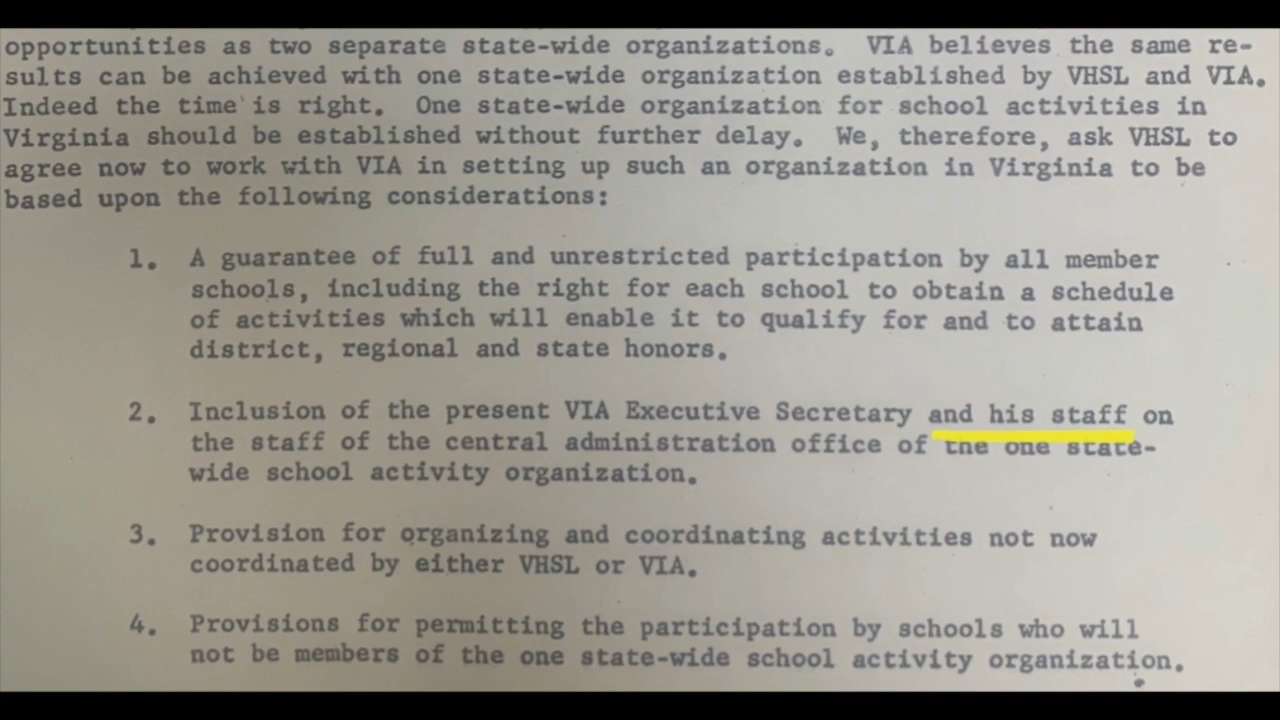 opportunities as two separate state-wide organizations. VIA believes the same re-
sults can be achieved with one state-wide organization established by VHSL and VIA.
Indeed the time is right. One state-wide organization for school activities in
Virginia should be established without further delay. We, therefore, ask VHSL to
agree now to work with VIA in setting up such an organization in Virginia to be
based upon the following considerations:
1. A guarantee of full and unrestricted participation by all member
schools, including the right for each school to obtain a schedule
of activities which will enable it to qualify for and to attain
district, regional and state honors.
2. Inclusion of the present VIA Executive Secretary and his staff on
the staff of the central administration office of the one state-
wide school activity organization.
3. Provision for organizing and coordinating activities not now
coordinated by either VHSL or VIA.
4. Provisions for permitting the participation by schools who will
not be members of the one state-wide school activity organization.